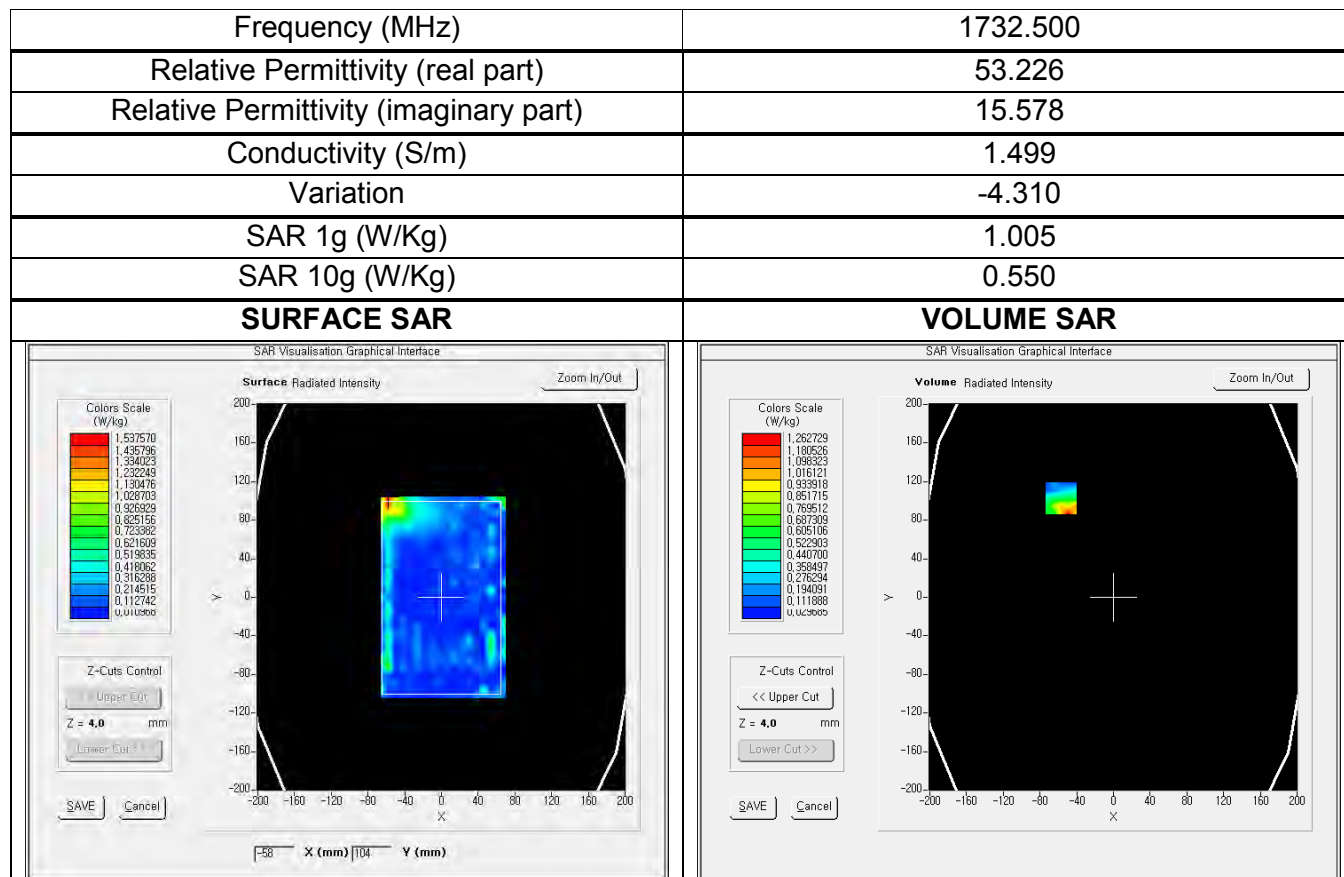 Frequency (MHz) 1732.500
Relative Permittivity (real part) 53.226
Relative Permittivity (imaginary part) 15.578
Conductivity (S/m) 1.499
Variation -4.310
SAR 1g (W/Kg) 1.005
SAR 10g (W/Kg) 0.550
SURFACE SAR VOLUME SAR
SAR Visualisation Graphical Interface
Surface Radiated Intensity
Zoom In/Out
Colors Scale
(W/kg)
1,537570
1,435796
1,334023
1,232249
1,130476
1,028703
0,926929
0,825156
0,723382
0,621609
0,519835
0,418062
0,316288
0,214515
0,112742
0,010968
200
160
120
80
40
0
-40
-80
-120
-160
-200
Y
-200 -160 -120 -80 -40 0 40 80 120 160 200
X
Z-Cuts Control
<< Upper Cut
Z = 4,0 mm
Lower Cut >>
SAVE Cancel
-58 X (mm) 104 Y (mm)
SAR Visualisation Graphical Interface
Volume Radiated Intensity
Zoom In/Out
Colors Scale
(W/kg)
1,262729
1,180526
1,098323
1,016121
0,933918
0,851715
0,769512
0,687309
0,605106
0,522903
0,440700
0,358497
0,276294
0,194091
0,111888
0,029685
200
160
120
80
40
0
-40
-80
-120
-160
-200
Y
-200 -160 -120 -80 -40 0 40 80 120 160 200
X
Z-Cuts Control
<< Upper Cut
Z = 4,0 mm
Lower Cut >>
SAVE Cancel